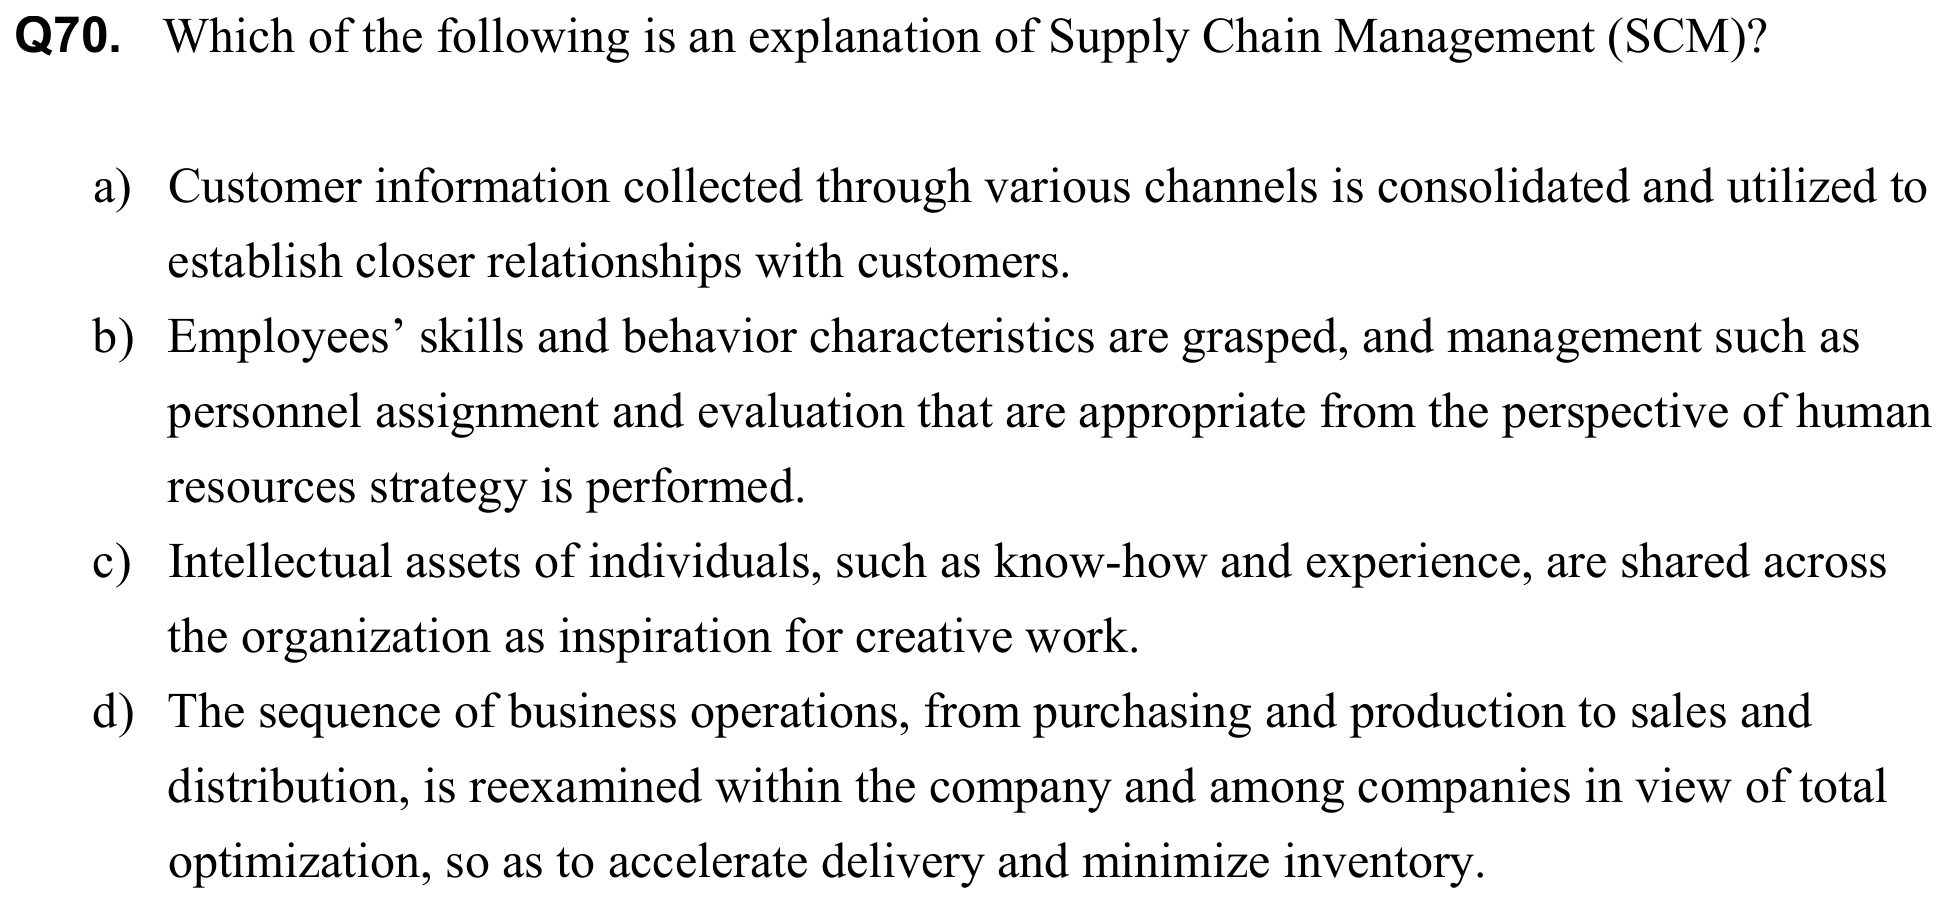 Q70. Which of the following is an explanation of Supply Chain Management (SCM)?
a) Customer information collected through various channels is consolidated and utilized to
establish closer relationships with customers.
b) Employees’ skills and behavior characteristics are grasped, and management such as
personnel assignment and evaluation that are appropriate from the perspective of human
resources strategy is performed.
c) Intellectual assets of individuals, such as know-how and experience, are shared across
the organization as inspiration for creative work.
d) The sequence of business operations, from purchasing and production to sales and
distribution, is reexamined within the company and among companies in view of total
optimization, so as to accelerate delivery and minimize inventory.